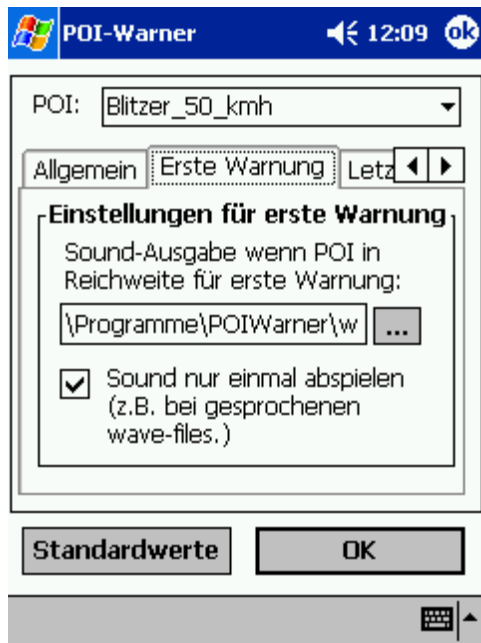 POI-Warner 12:09 ok
POI: Blitzer_50_kmh
Allgemein Erste Warnung Letz
Einstellungen für erste Warnung
Sound-Ausgabe wenn POI in
Reichweite für erste Warnung:
\Programme\POIWarner\w ...
Sound nur einmal abspielen
(z.B. bei gesprochenen
wave-files.)
Standardwerte OK